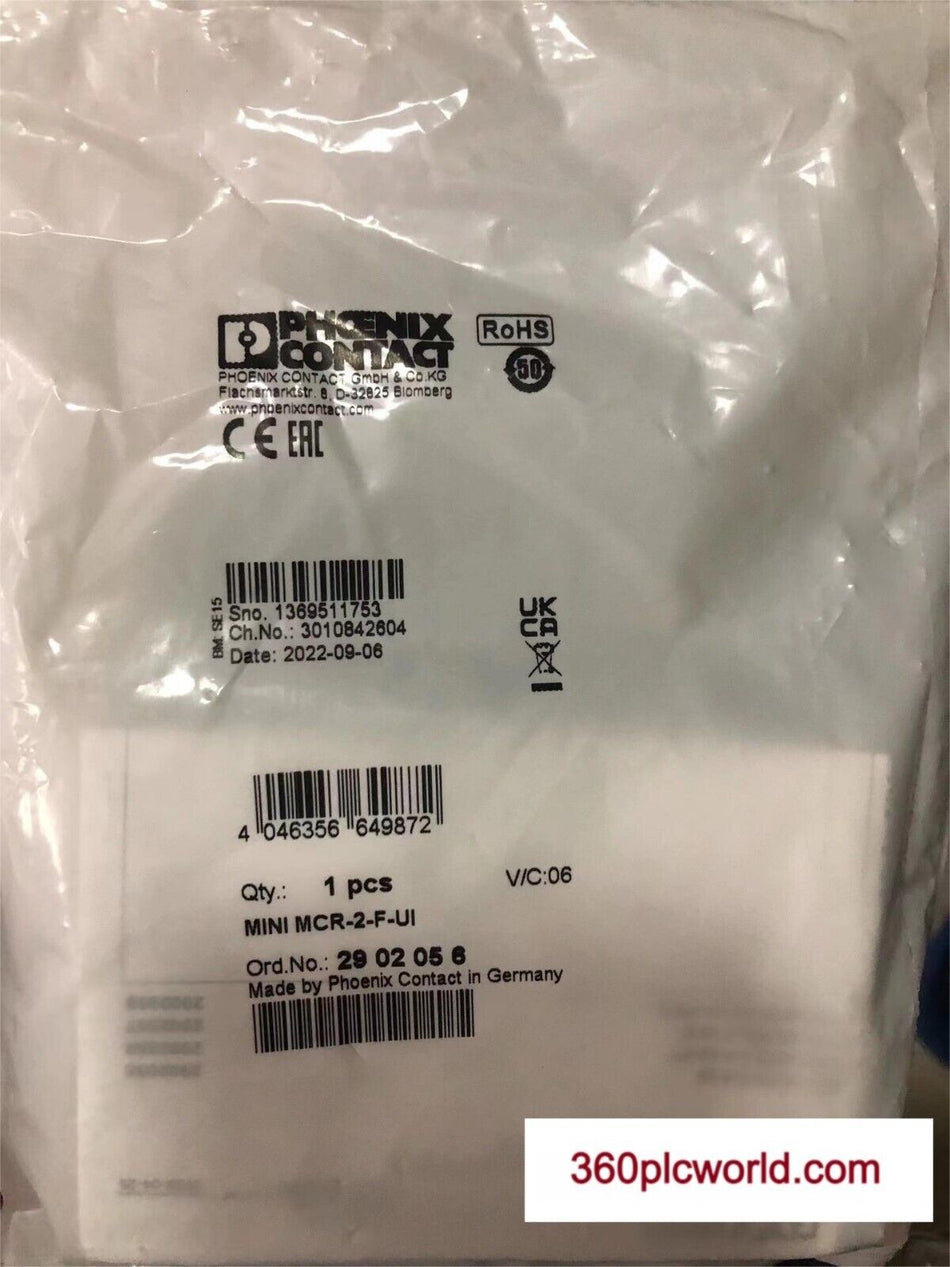 PHŒNIX
CONTACT
RoHS
50
PHOENIX CONTACT GmbH & Co.KG
Flachsmarktstr. 8, D-32825 Blomberg
www.phoenixcontact.com
CE EAC
BM: SE15
Sno. 1369511753
Ch.No.: 3010842604
Date: 2022-09-06
UK
CA
4 046356 649872
Qty.: 1 pcs
V/C:06
MINI MCR-2-F-UI
Ord.No.: 29 02 05 6
Made by Phoenix Contact in Germany
360plcworld.com